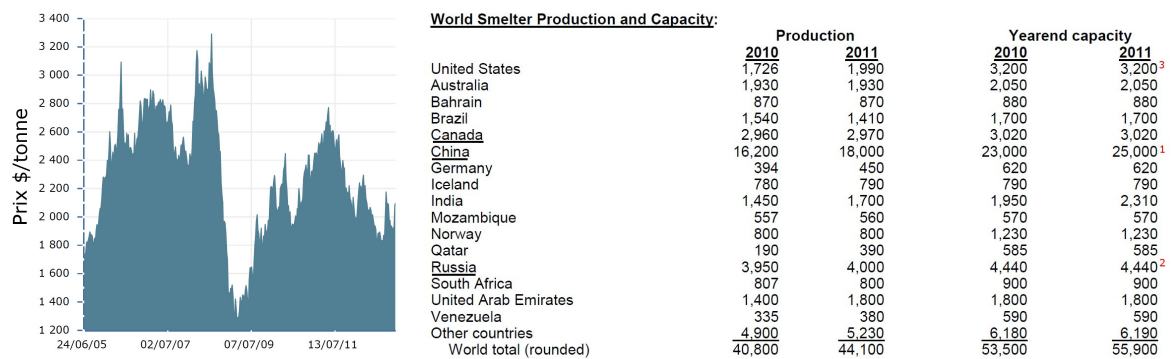 Prix $/tonne
3 400
3 200
3 000
2 800
2 600
2 400
2 200
2 000
1 800
1 600
1 400
1 200
24/06/05 02/07/07 07/07/09 13/07/11
World Smelter Production and Capacity:
Production Yearend capacity
2010 2011 2010 2011
United States 1,726 1,990 3,200 3,200 3
Australia 1,930 1,930 2,050 2,050
Bahrain 870 870 880 880
Brazil 1,540 1,410 1,700 1,700
Canada 2,960 2,970 3,020 3,020
China 16,200 18,000 23,000 25,000 1
Germany 394 450 620 620
Iceland 780 790 790 790
India 1,450 1,700 1,950 2,310
Mozambique 557 560 570 570
Norway 800 800 1,230 1,230
Qatar 190 390 585 585
Russia 3,950 4,000 4,440 4,440 2
South Africa 807 800 900 900
United Arab Emirates 1,400 1,800 1,800 1,800
Venezuela 335 380 590 590
Other countries 4,900 5,230 6,180 6,190
World total (rounded) 40,800 44,100 53,500 55,900